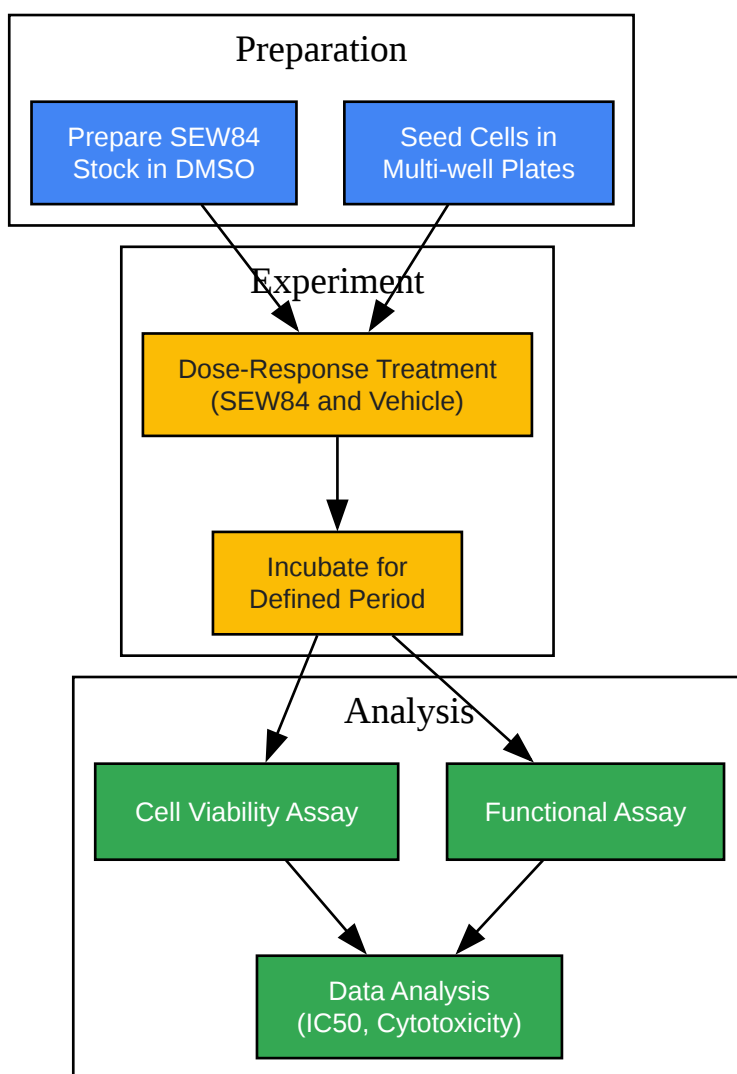 Preparation
Prepare SEW84
Stock in DMSO
Seed Cells in
Multi-well Plates
Experiment
Dose-Response Treatment
(SEW84 and Vehicle)
Incubate for
Defined Period
Analysis
Cell Viability Assay
Functional Assay
Data Analysis
(IC50, Cytotoxicity)